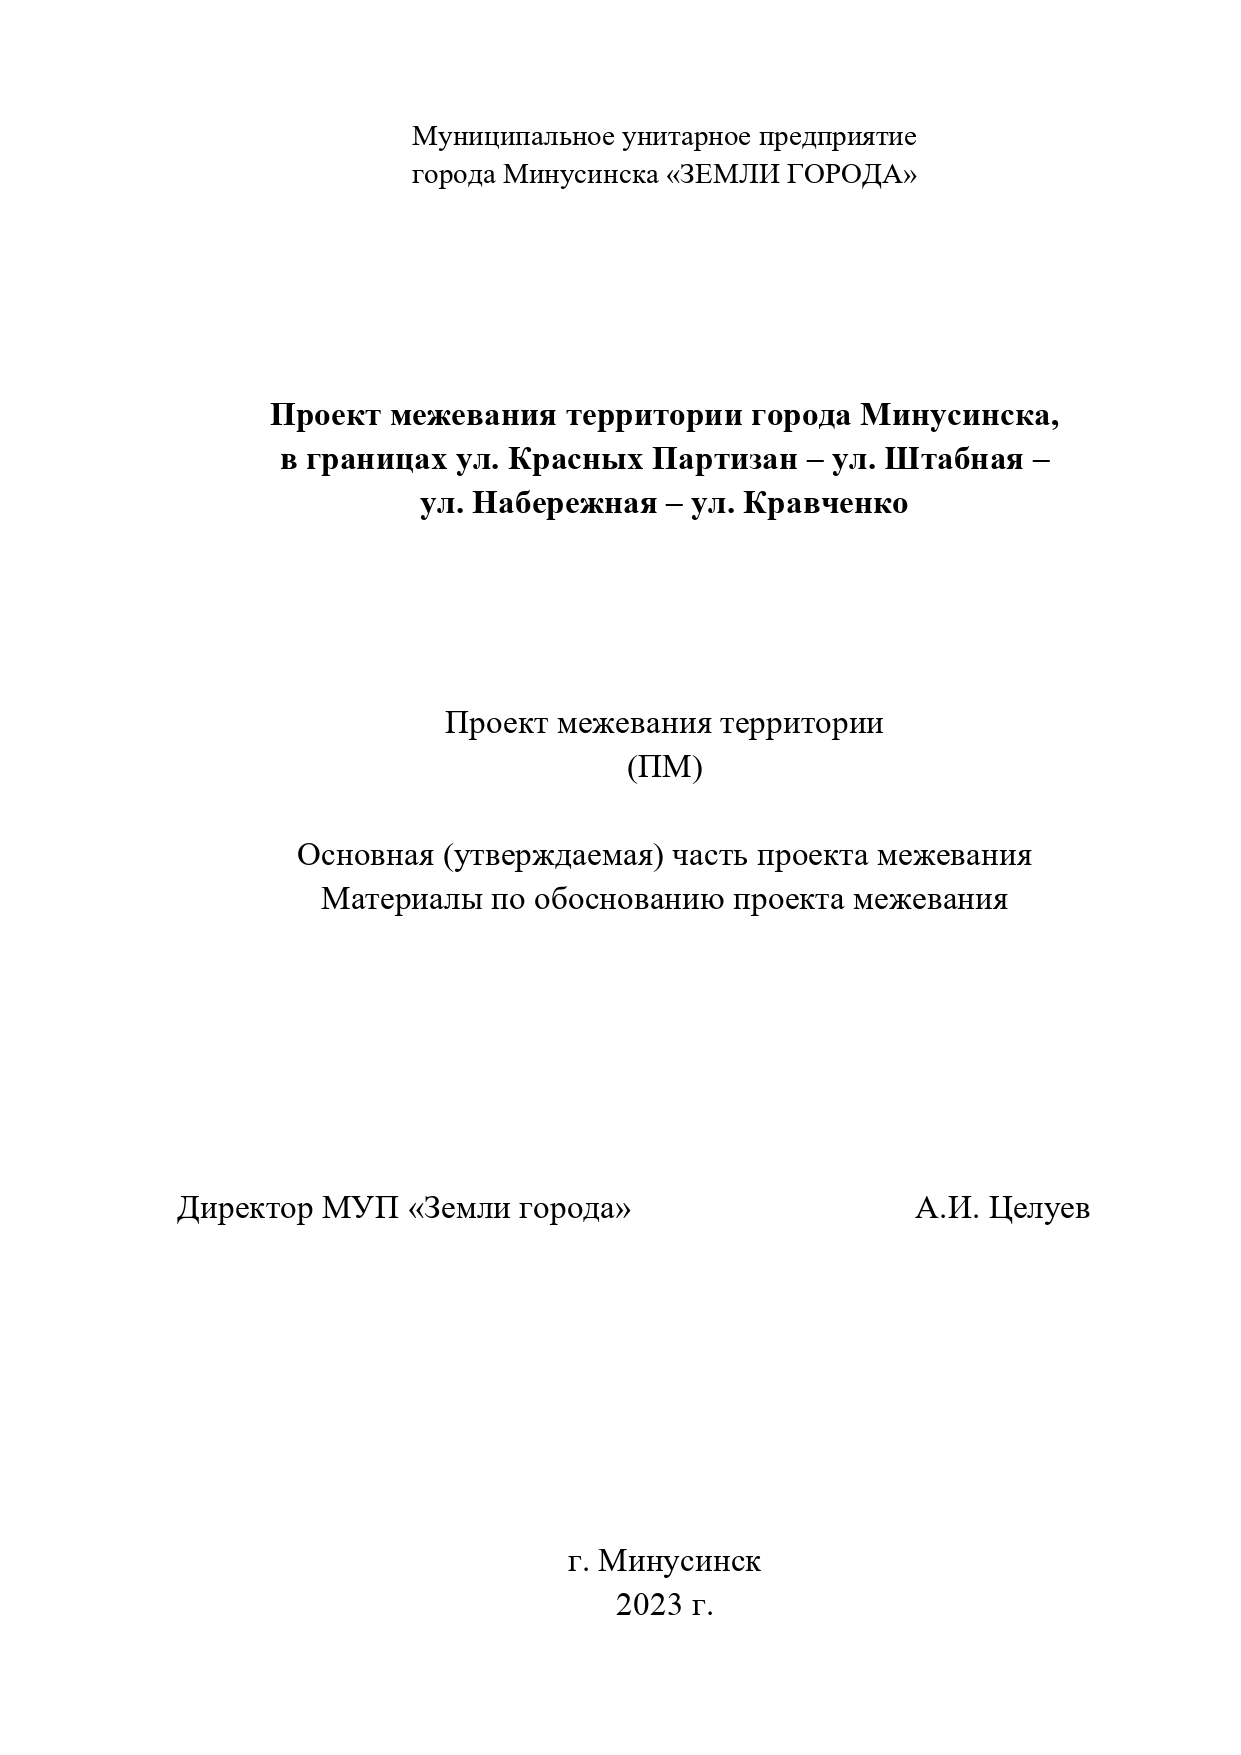 Муниципальное унитарное предприятие
города Минусинска «ЗЕМЛИ ГОРОДА»
Проект межевания территории города Минусинска,
в границах ул. Красных Партизан – ул. Штабная –
ул. Набережная – ул. Кравченко
Проект межевания территории
(ПМ)
Основная (утверждаемая) часть проекта межевания
Материалы по обоснованию проекта межевания
Директор МУП «Земли города» А.И. Целуев
г. Минусинск
2023 г.